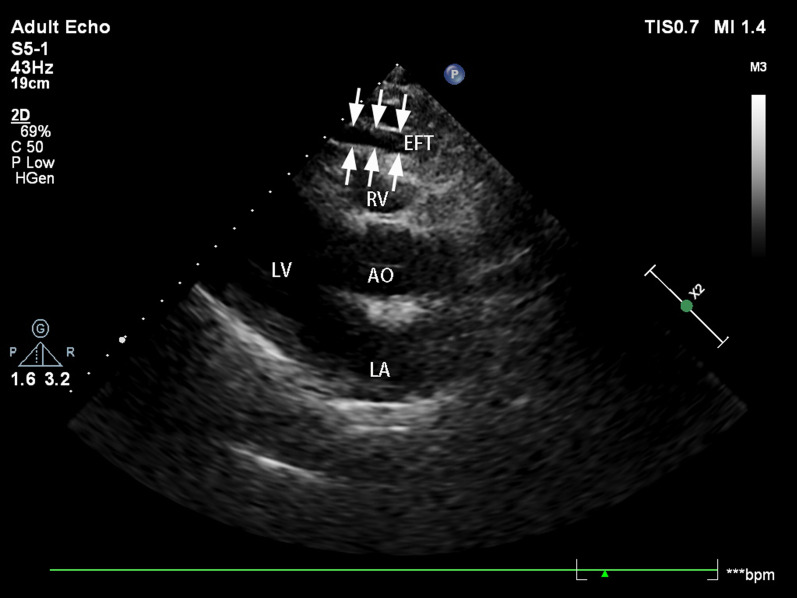 Adult Echo
TIS0.7 MI 1.4
S5-1
43Hz
19cm
M3
2D
69%
C 50
P Low
HGen
P
EFT
RV
LV
AO
X2
G
P R
1.6 3.2
LA
***bpm